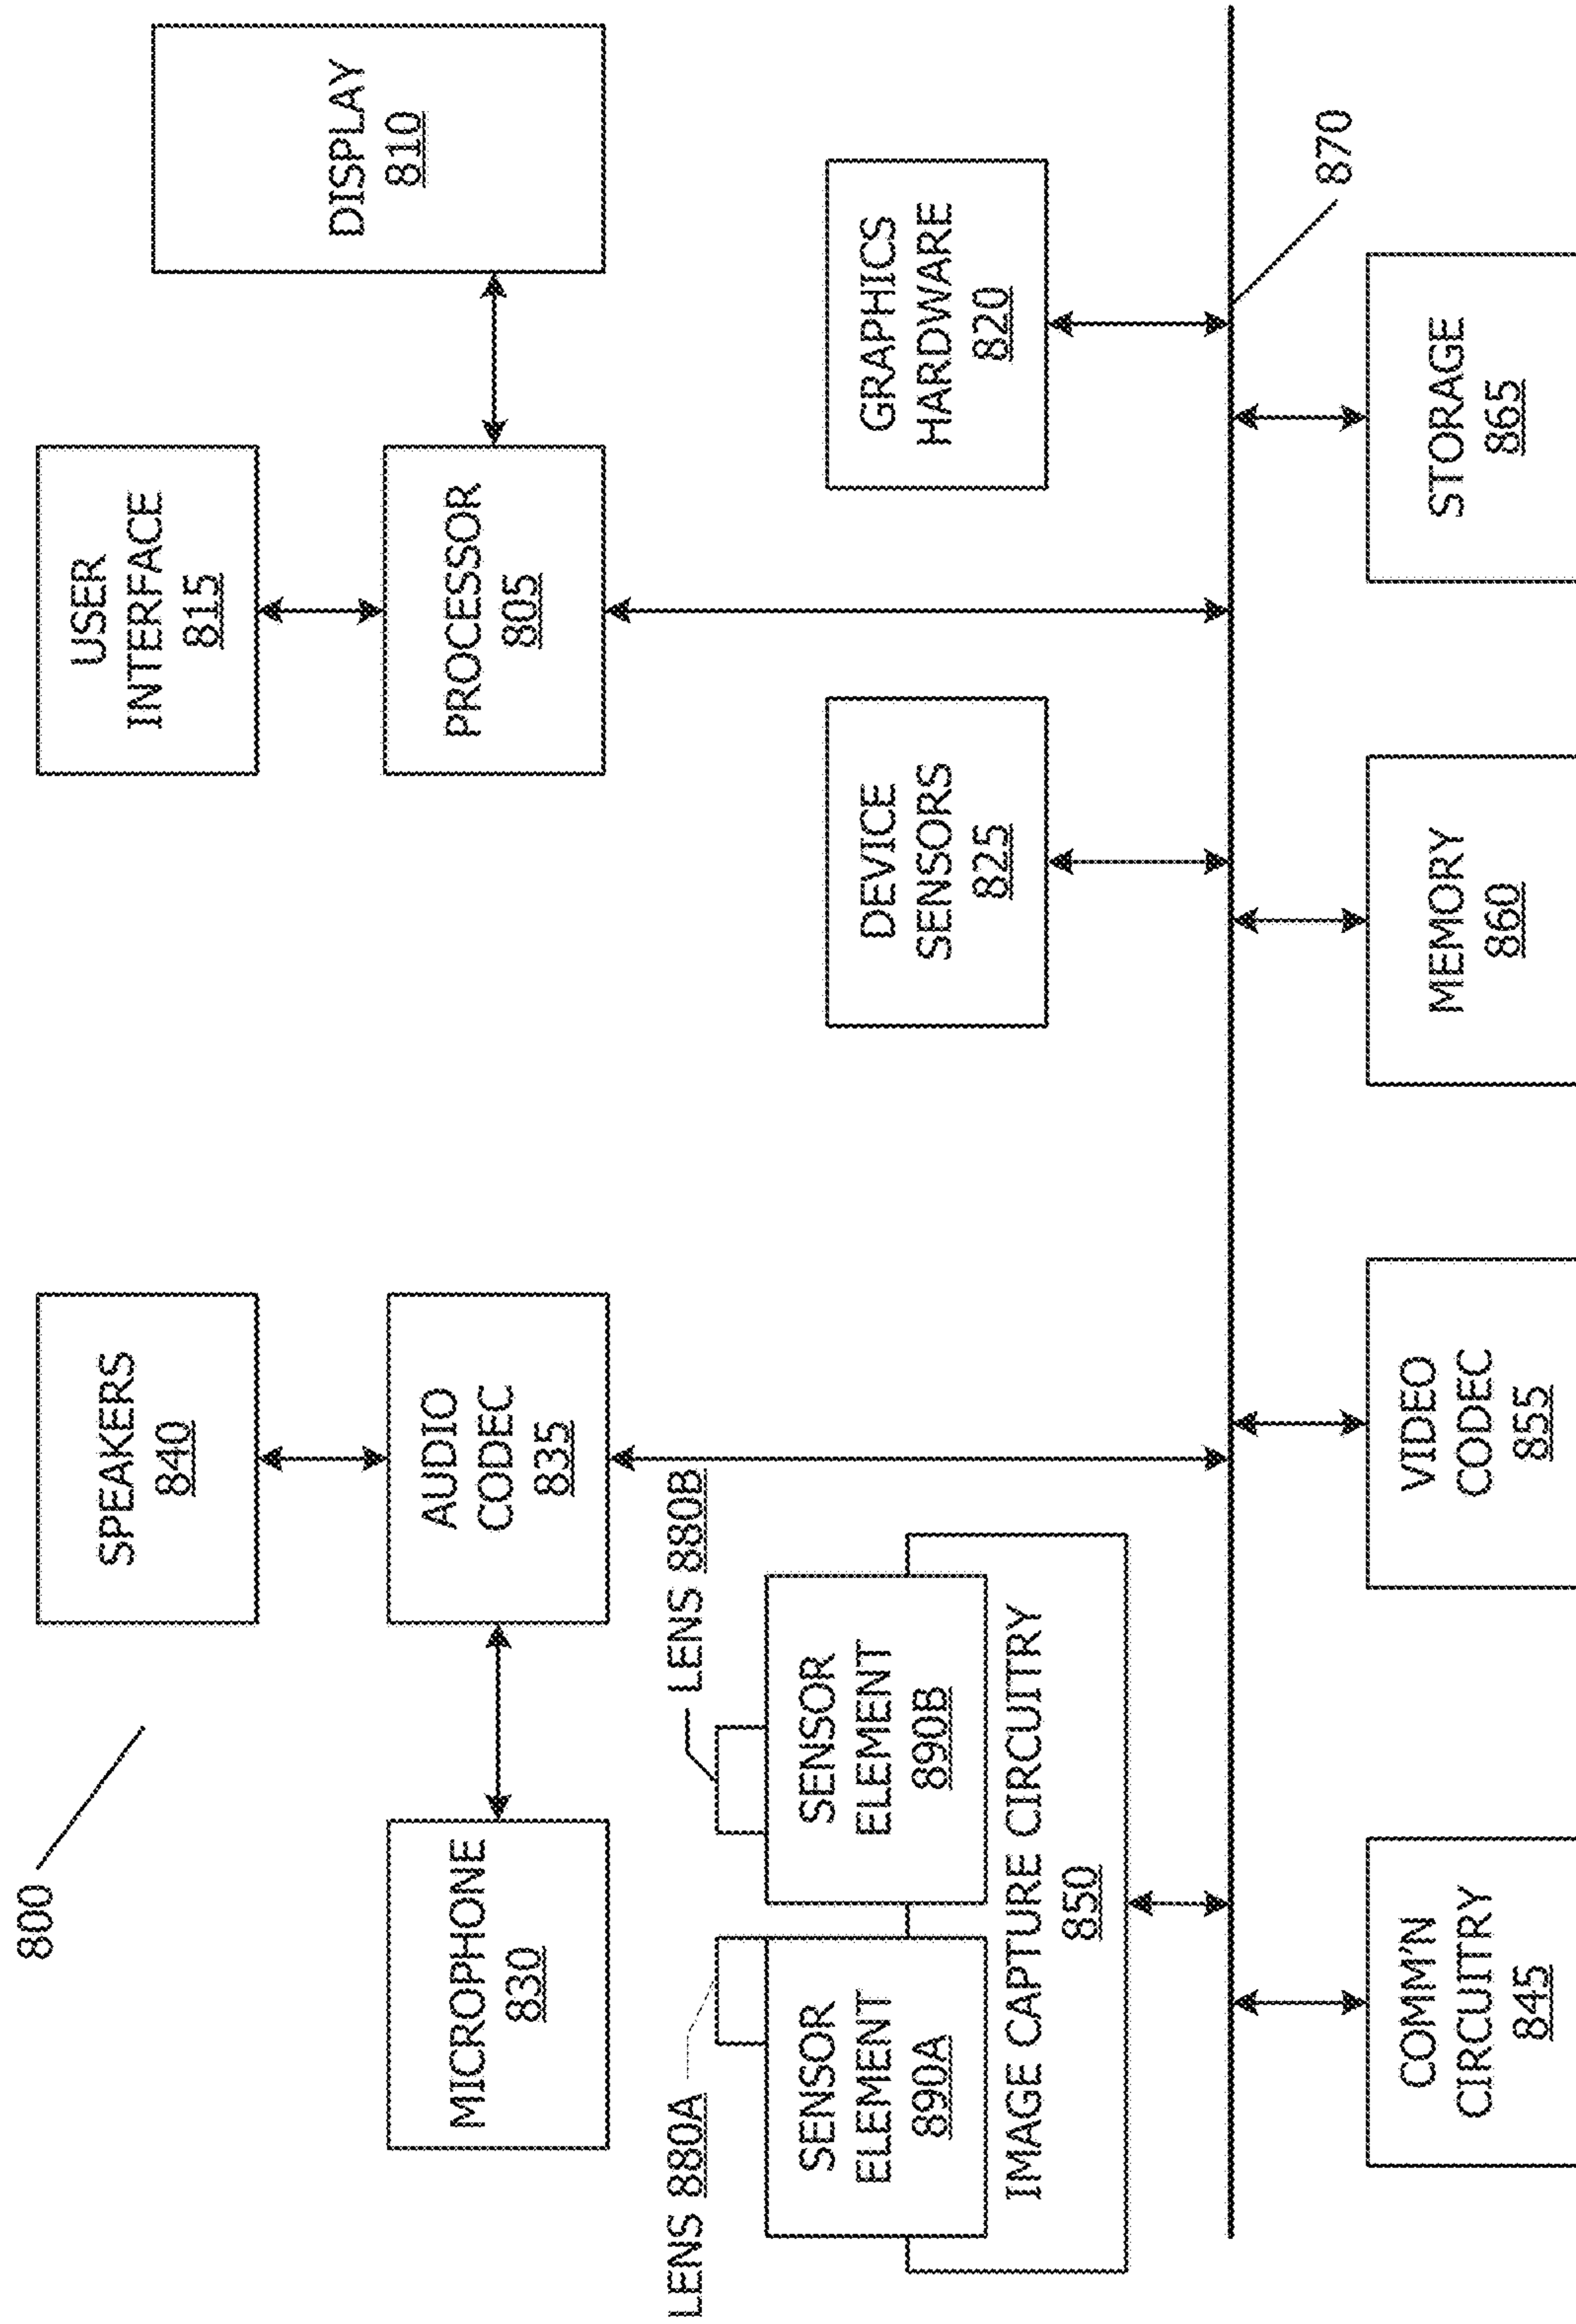 800
SPEAKERS
840
USER
INTERFACE
815
MICROPHONE
830
AUDIO
CODEC
835
PROCESSOR
805
DISPLAY
810
LENS 880A
LENS 880B
SENSOR
ELEMENT
890A
SENSOR
ELEMENT
890B
IMAGE CAPTURE CIRCUITRY
850
DEVICE
SENSORS
825
GRAPHICS
HARDWARE
820
870
COMM'N
CIRCUITRY
845
VIDEO
CODEC
855
MEMORY
860
STORAGE
865